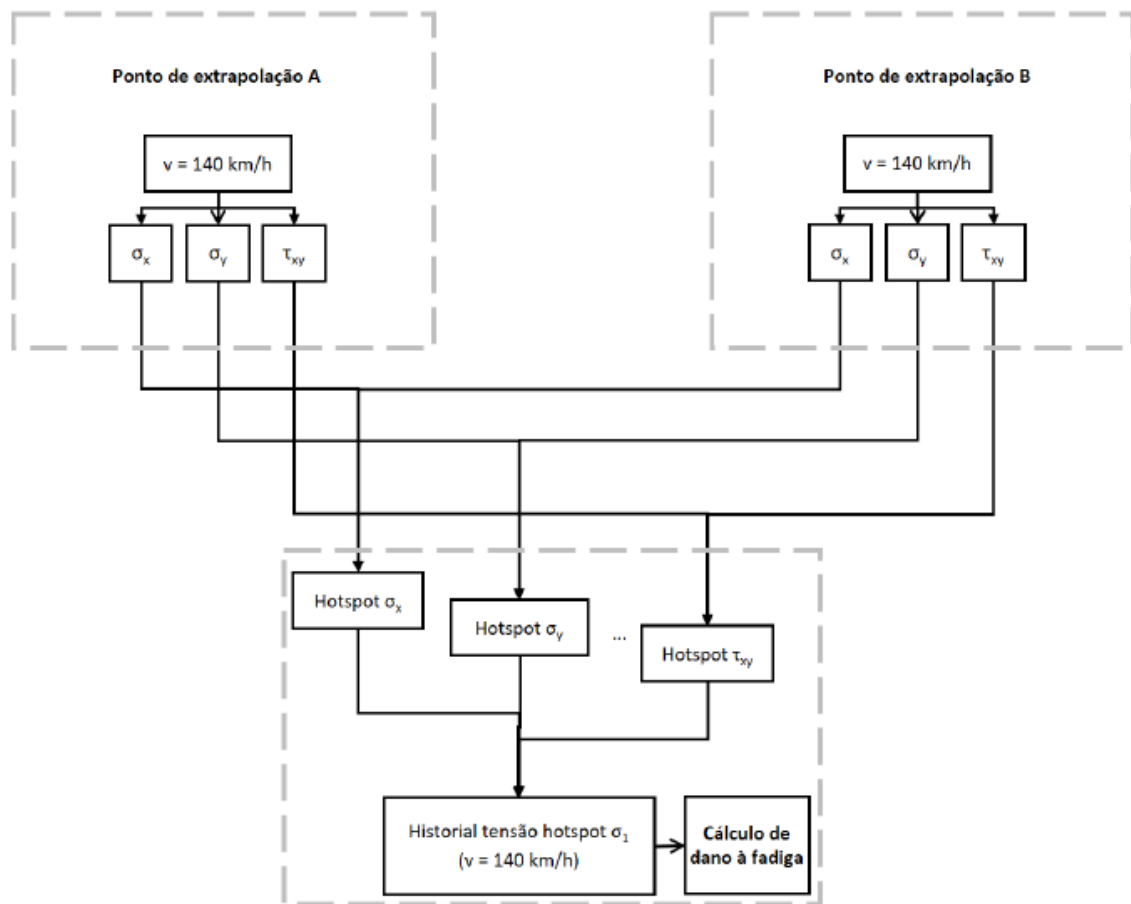 Ponto de extrapolação A
Ponto de extrapolação B
v = 140 km/h
v = 140 km/h
σx
σy
τxy
σx
σy
τxy
Hotspot σx
Hotspot σy
...
Hotspot τxy
Historial tensão hotspot σ1
(v = 140 km/h)
Cálculo de
dano à fadiga